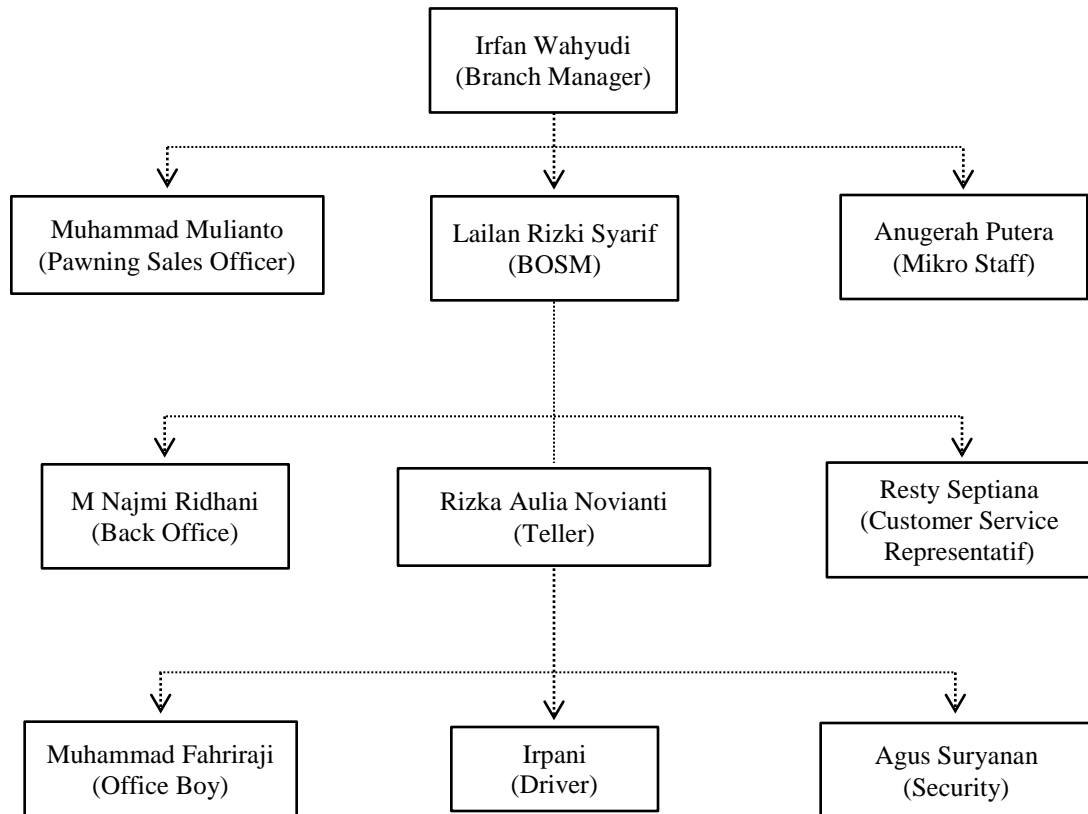 Irfan Wahyudi
(Branch Manager)
Muhammad Mulianto
(Pawning Sales Officer)
Lailan Rizki Syarif
(BOSM)
Anugerah Putera
(Mikro Staff)
M Najmi Ridhani
(Back Office)
Rizka Aulia Novianti
(Teller)
Resty Septiana
(Customer Service
Representatif)
Muhammad Fahriraji
(Office Boy)
Irpani
(Driver)
Agus Suryanan
(Security)